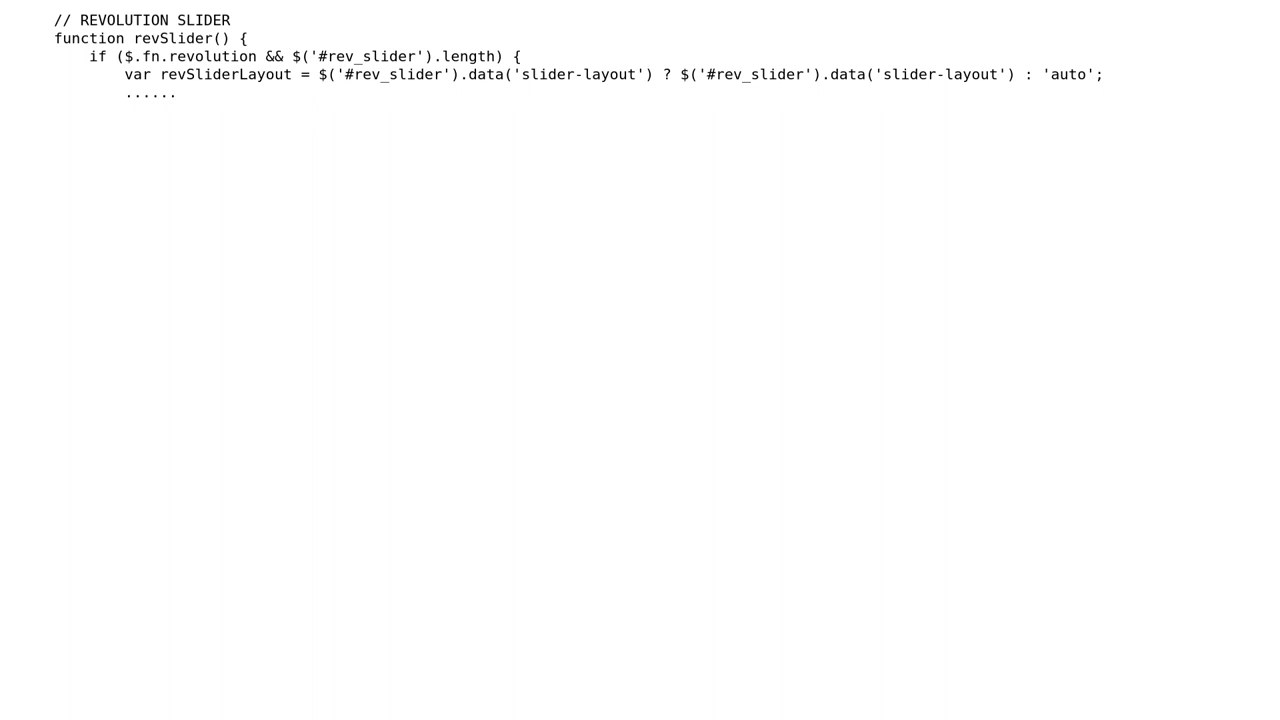 // REVOLUTION SLIDER
function revSlider() {
    if ($.fn.revolution && $('#rev_slider').length) {
        var revSliderLayout = $('#rev_slider').data('slider-layout') ? $('#rev_slider').data('slider-layout') : 'auto';
        ......